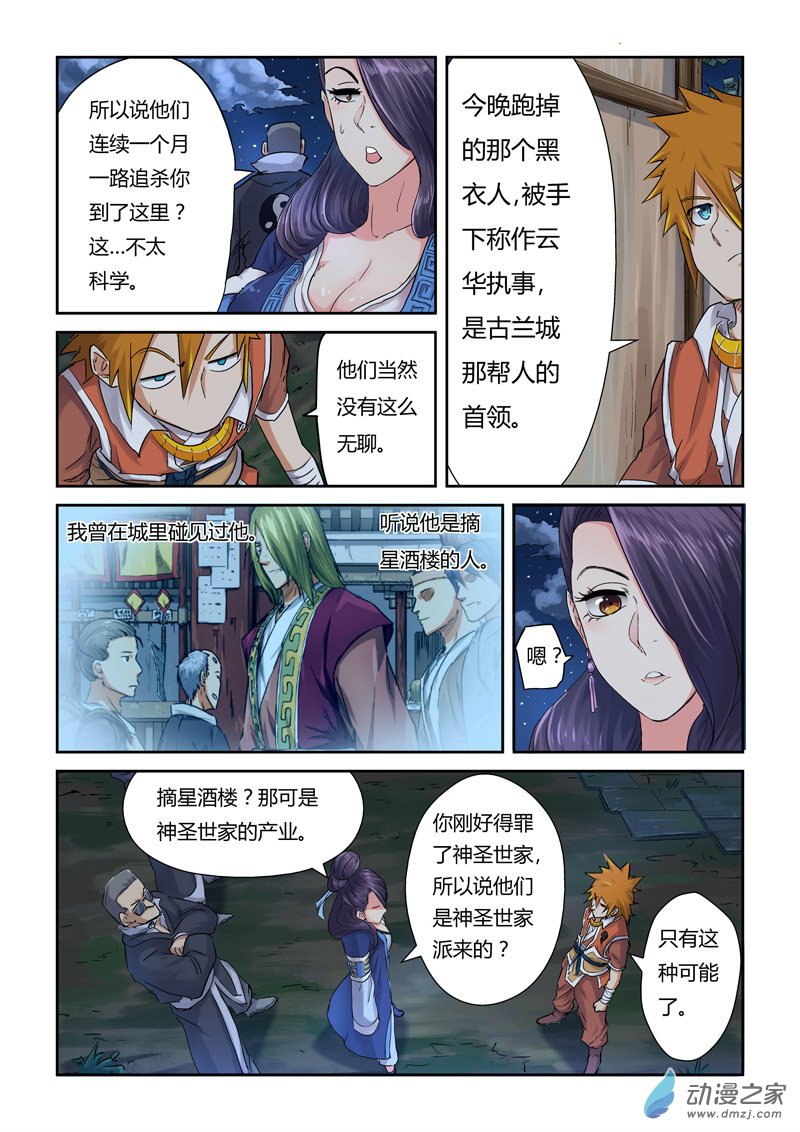 所以说他们
连续一个月
一路追杀你
到了这里？
这…不太
科学。
今晚跑掉
的那个黑
衣人，被手
下称作云
华执事，
是古兰城
那帮人的
首领。
他们当然
没有这么
无聊。
我曾在城里碰见过他。
听说他是摘
星酒楼的人。
嗯？
摘星酒楼？那可是
神圣世家的产业。
你刚好得罪
了神圣世家，
所以说他们
是神圣世家
派来的？
只有这
种可能
了。
动漫之家
www.dmzj.com